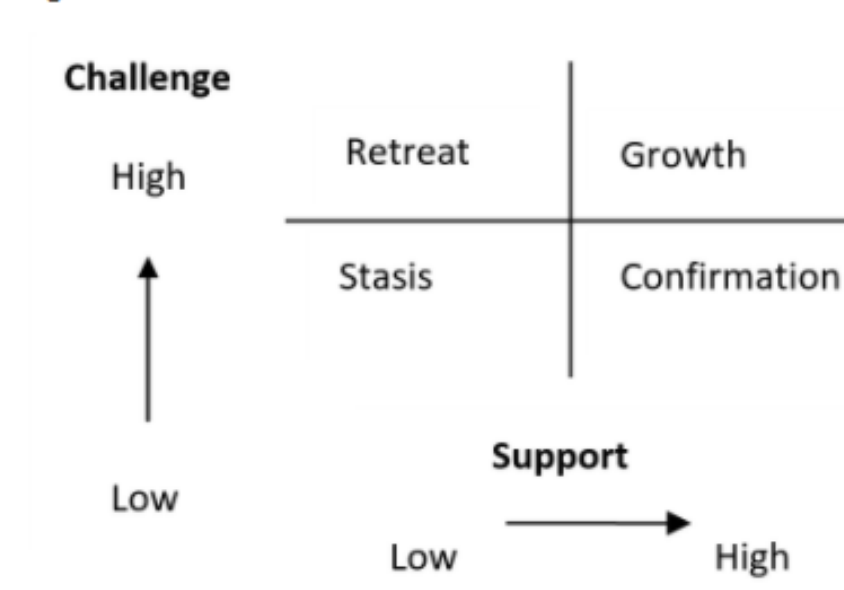 Challenge
High
Retreat
Growth
Stasis
Confirmation
Low
Support
Low
High